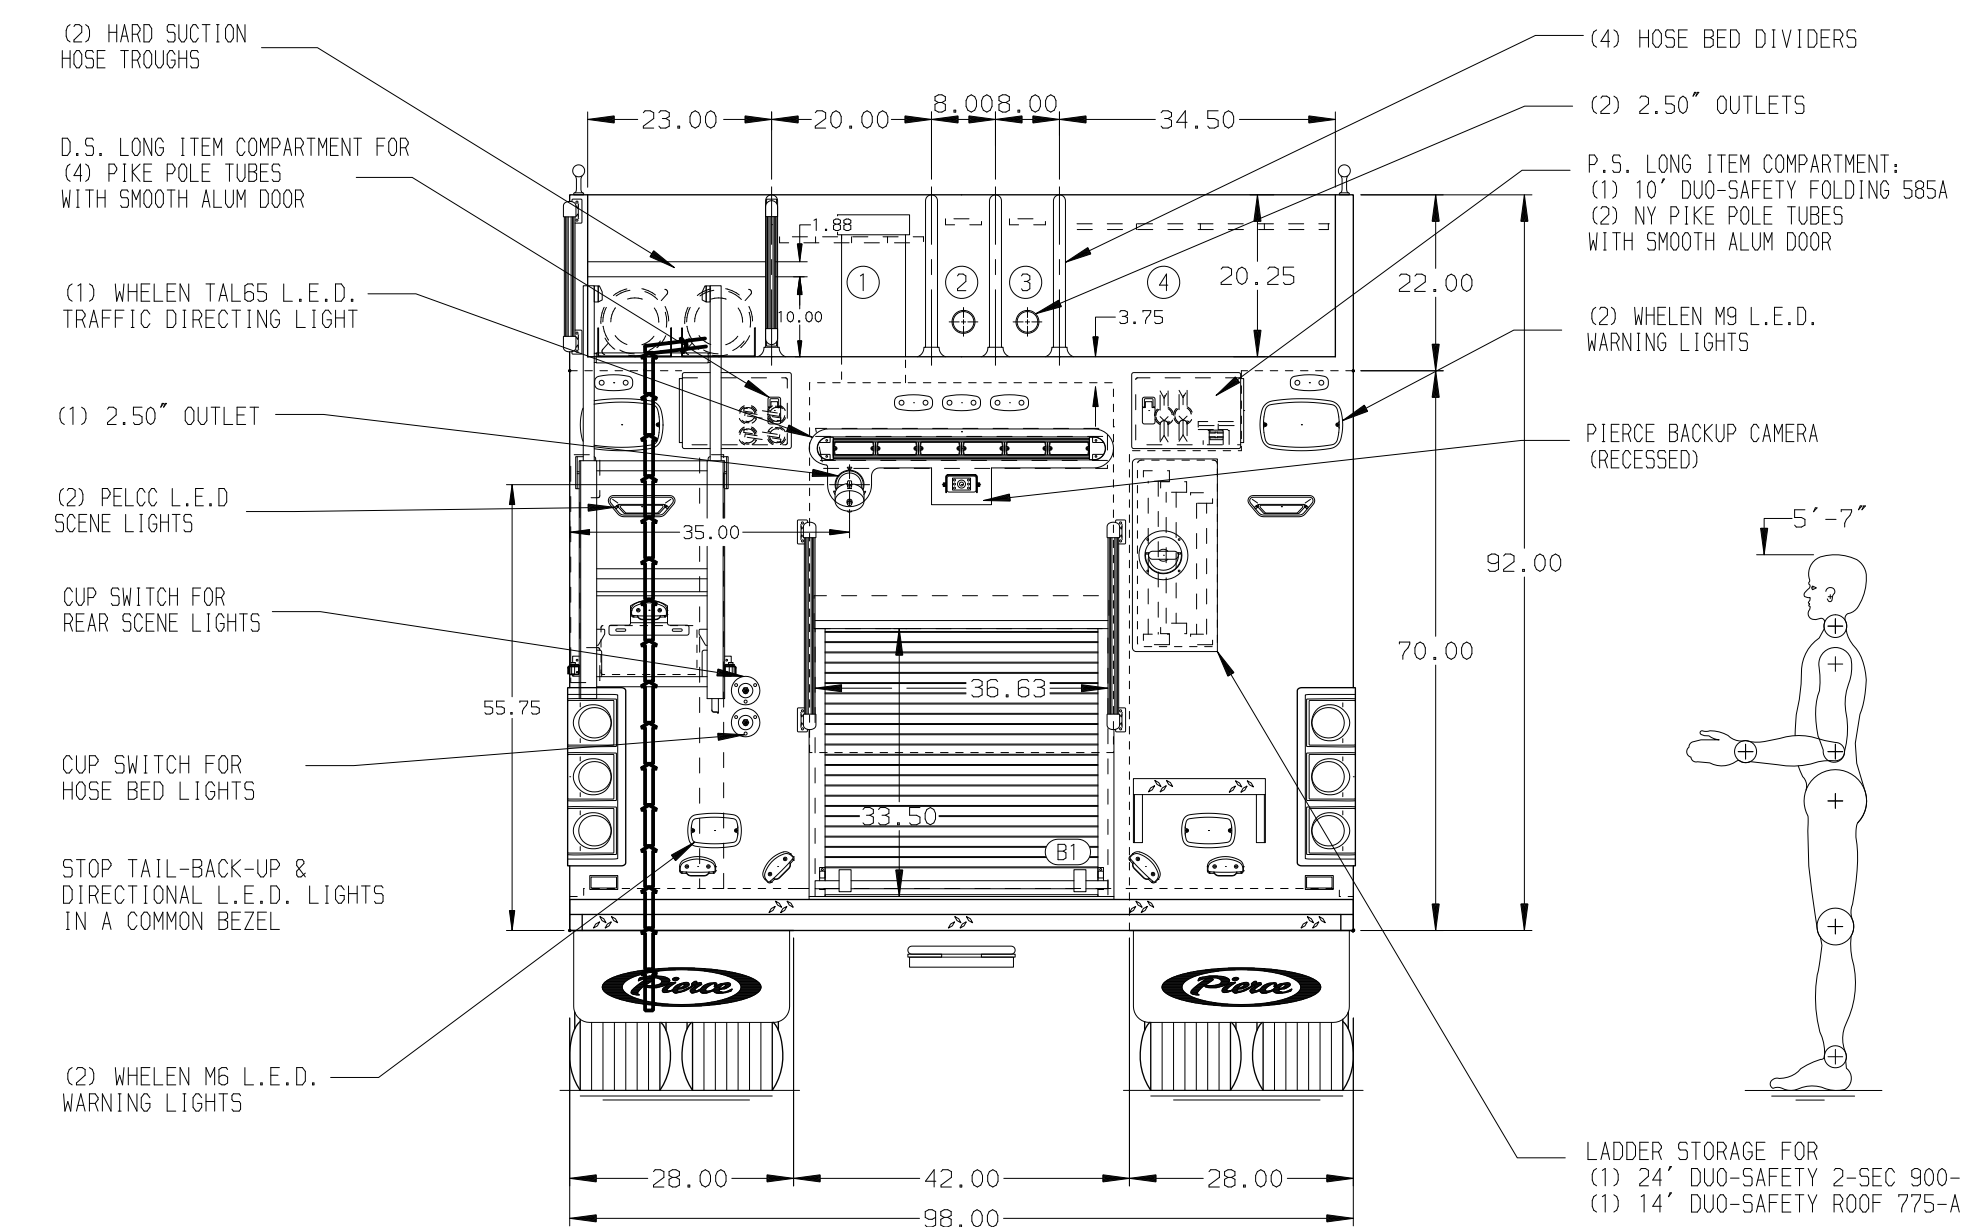 (2) HARD SUCTION
HOSE TROUGHS
D.S. LONG ITEM COMPARTMENT FOR
(4) PIKE POLE TUBES
WITH SMOOTH ALUM DOOR
(1) WHELEN TAL65 L.E.D.
TRAFFIC DIRECTING LIGHT
(1) 2.50″ OUTLET
(2) PELCC L.E.D
SCENE LIGHTS
CUP SWITCH FOR
REAR SCENE LIGHTS
CUP SWITCH FOR
HOSE BED LIGHTS
STOP TAIL-BACK-UP &
DIRECTIONAL L.E.D. LIGHTS
IN A COMMON BEZEL
(2) WHELEN M6 L.E.D.
WARNING LIGHTS
23.00
20.00
8.00
8.00
34.50
1.88
10.00
1
2
3
4
20.25
3.75
22.00
35.00
55.75
36.63
33.50
B1
92.00
70.00
Pierce
Pierce
28.00
42.00
28.00
98.00
(4) HOSE BED DIVIDERS
(2) 2.50″ OUTLETS
P.S. LONG ITEM COMPARTMENT:
(1) 10′ DUO-SAFETY FOLDING 585A
(2) NY PIKE POLE TUBES
WITH SMOOTH ALUM DOOR
(2) WHELEN M9 L.E.D.
WARNING LIGHTS
PIERCE BACKUP CAMERA
(RECESSED)
5′-7″
LADDER STORAGE FOR
(1) 24′ DUO-SAFETY 2-SEC 900-
(1) 14′ DUO-SAFETY ROOF 775-A